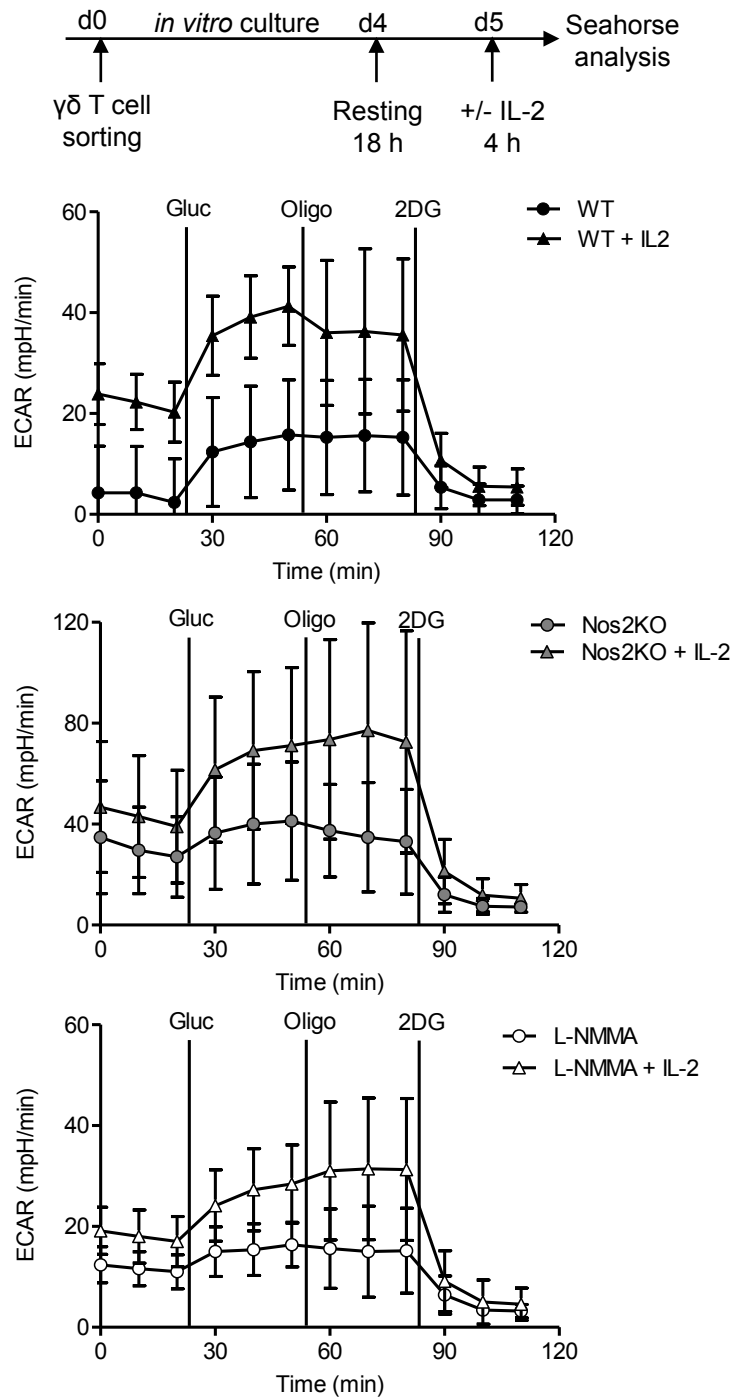 d0 in vitro culture d4 d5 Seahorse
analysis
γδ T cell
sorting
Resting
18 h
+/- IL-2
4 h
60
40
20
0
ECAR (mpH/min)
Gluc Oligo 2DG
WT
WT + IL2
0 30 60 90 120
Time (min)
120
80
40
0
ECAR (mpH/min)
Gluc Oligo 2DG
Nos2KO
Nos2KO + IL-2
0 30 60 90 120
Time (min)
60
40
20
0
ECAR (mpH/min)
Gluc Oligo 2DG
L-NMMA
L-NMMA + IL-2
0 30 60 90 120
Time (min)